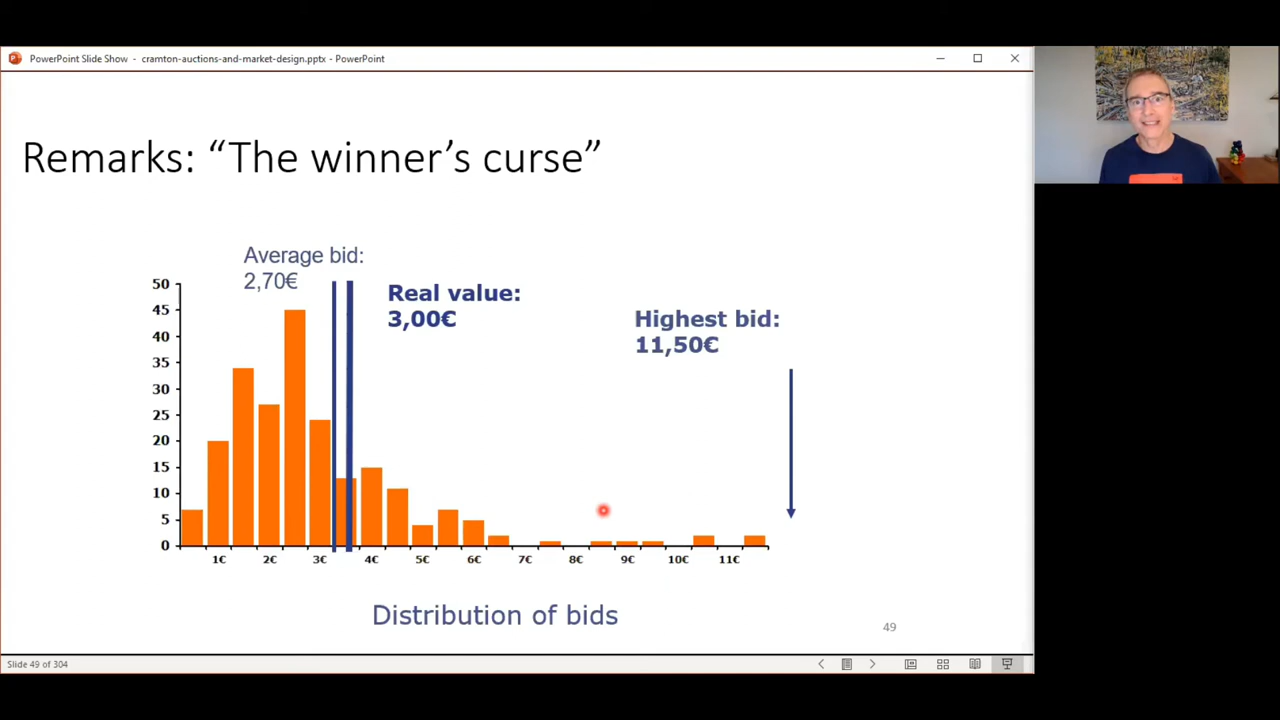 PowerPoint Slide Show - cramton-auctions-and-market-design.pptx - PowerPoint
Remarks: “The winner’s curse”
Average bid:
2,70€
Real value:
3,00€
Highest bid:
11,50€
50
45
40
35
30
25
20
15
10
5
0
1€ 2€ 3€ 4€ 5€ 6€ 7€ 8€ 9€ 10€ 11€
Distribution of bids
49
Slide 49 of 304